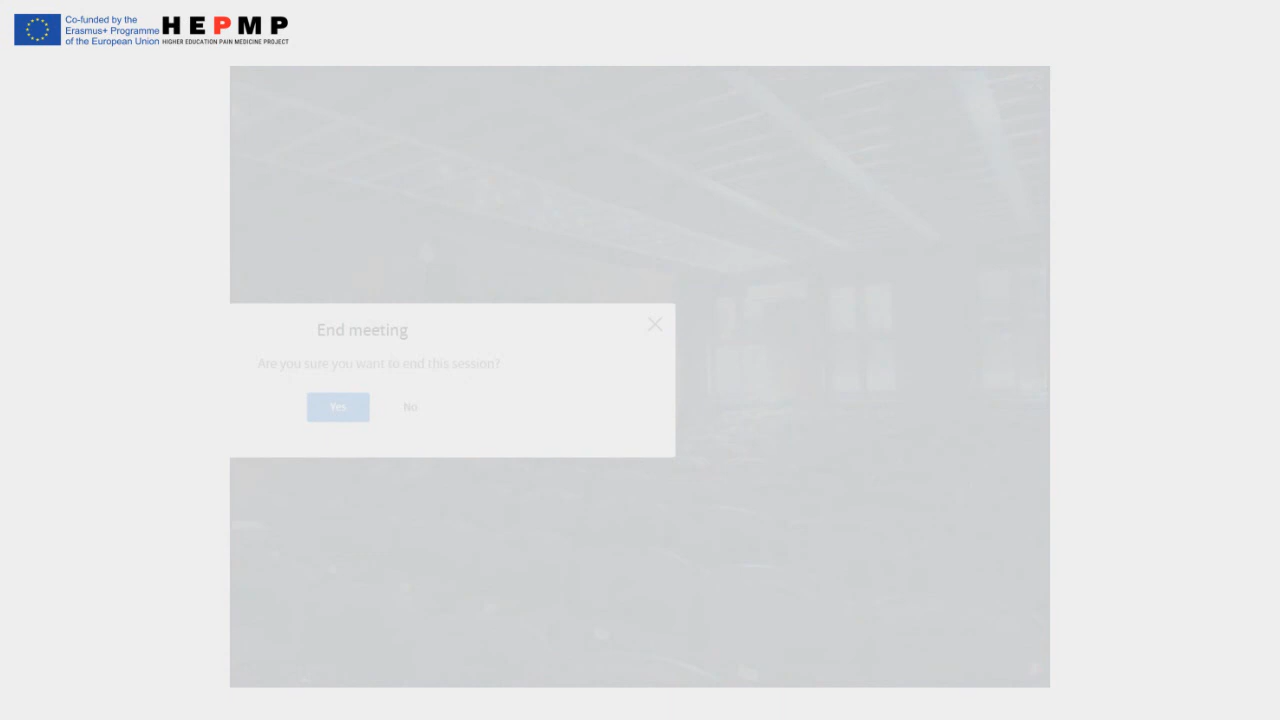 Co-funded by the
Erasmus+ Programme
of the European Union
HEPMP
HIGHER EDUCATION PAIN MEDICINE PROJECT
End meeting
Are you sure you want to end this session?
Yes
No